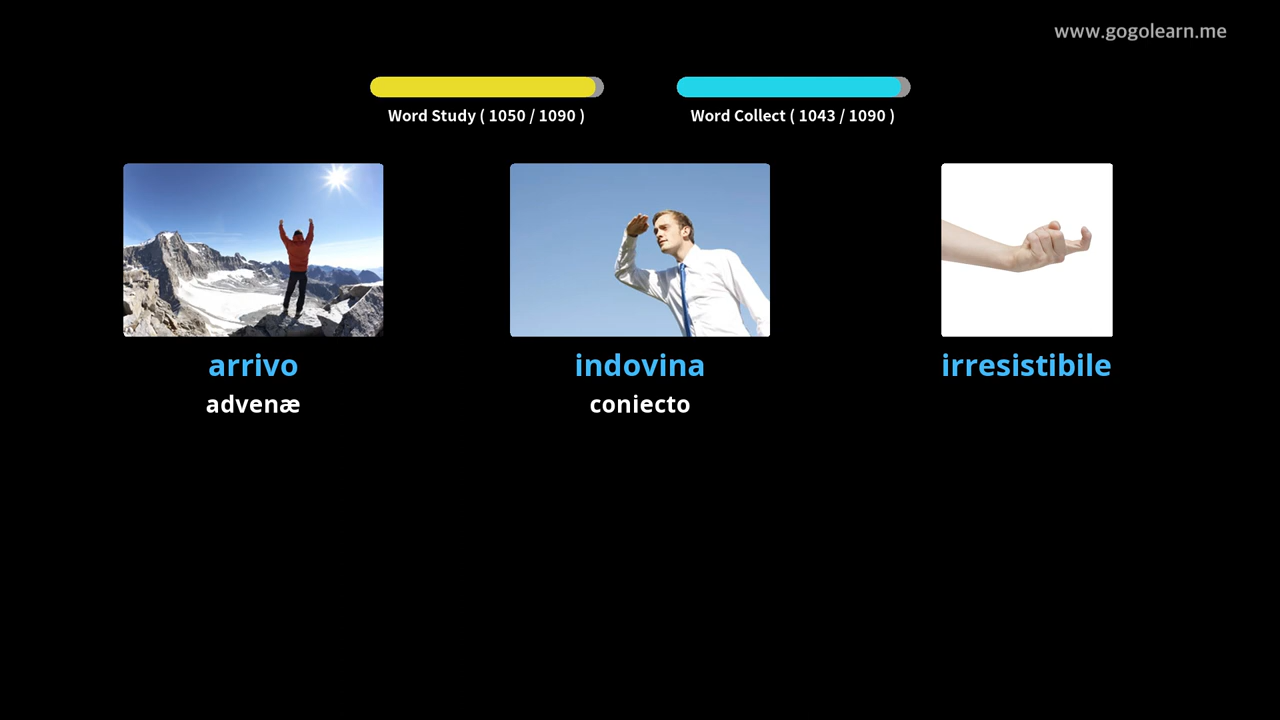 www.gogolearn.me
Word Study ( 1050 / 1090 )
Word Collect ( 1043 / 1090 )
arrivo
advenæ
indovina
coniecto
irresistibile